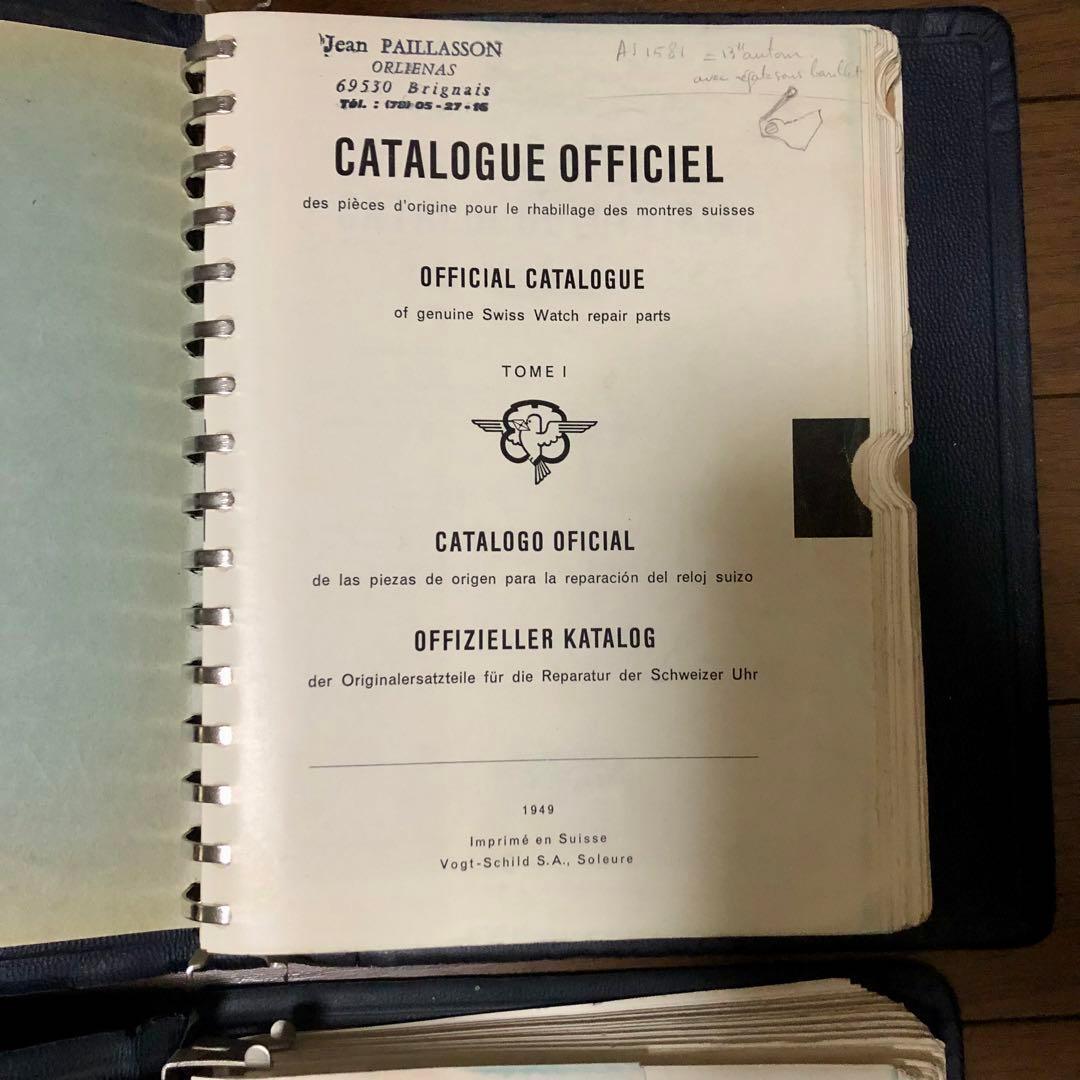 Jean PAILLASSON
ORLIENAS
69530 Brignais
Tél. : (78) 05-27-16
AS 1581 = 13''' autom
avec
CATALOGUE OFFICIEL
des pièces d'origine pour le rhabillage des montres suisses
OFFICIAL CATALOGUE
of genuine Swiss Watch repair parts
TOME I
CATALOGO OFICIAL
de las piezas de origen para la reparación del reloj suizo
OFFIZIELLER KATALOG
der Originalersatzteile für die Reparatur der Schweizer Uhr
1949
Imprimé en Suisse
Vogt-Schild S.A., Soleure